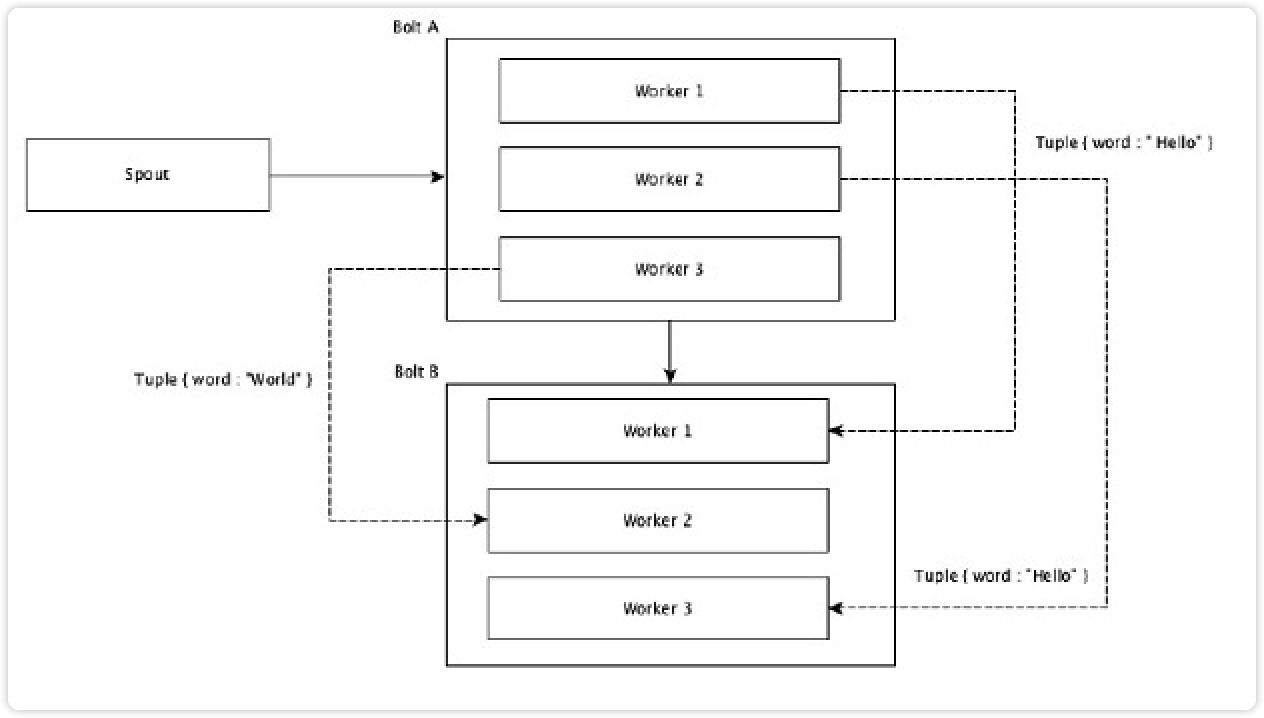 Bolt A
Worker 1
Tuple { word : " Hello" }
Spout
Worker 2
Worker 3
Bolt B
Tuple { word : "World" }
Worker 1
Worker 2
Tuple { word : "Hello" }
Worker 3